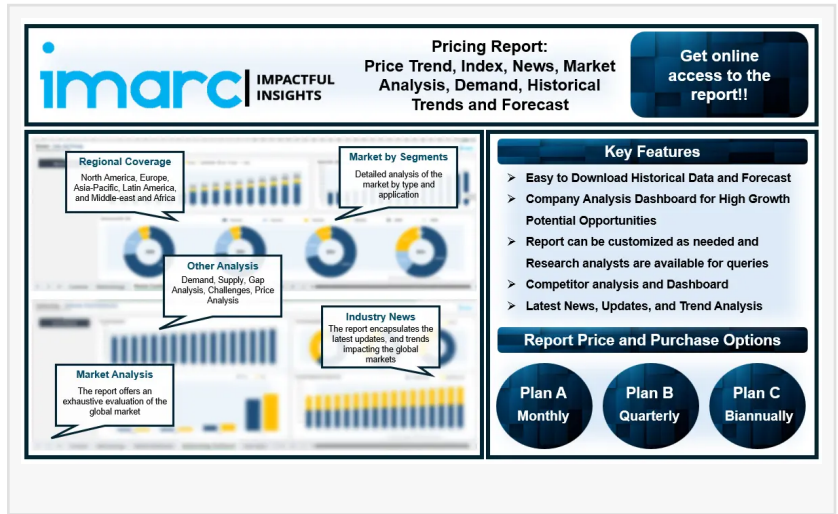 imarc
IMPACTFUL
INSIGHTS
Pricing Report:
Price Trend, Index, News, Market
Analysis, Demand, Historical
Trends and Forecast
Get online
access to the
report!!
Regional Coverage
North America, Europe,
Asia-Pacific, Latin America,
and Middle-east and Africa
Market by Segments
Detailed analysis of the
market by type and
application
Other Analysis
Demand, Supply, Gap
Analysis, Challenges, Price
Analysis
Industry News
The report encapsulates the
latest updates, and trends
impacting the global
markets
Market Analysis
The report offers an
exhaustive evaluation of the
global market
Key Features
➢ Easy to Download Historical Data and Forecast
➢ Company Analysis Dashboard for High Growth
Potential Opportunities
➢ Report can be customized as needed and
Research analysts are available for queries
➢ Competitor analysis and Dashboard
➢ Latest News, Updates, and Trend Analysis
Report Price and Purchase Options
Plan A
Monthly
Plan B
Quarterly
Plan C
Biannually